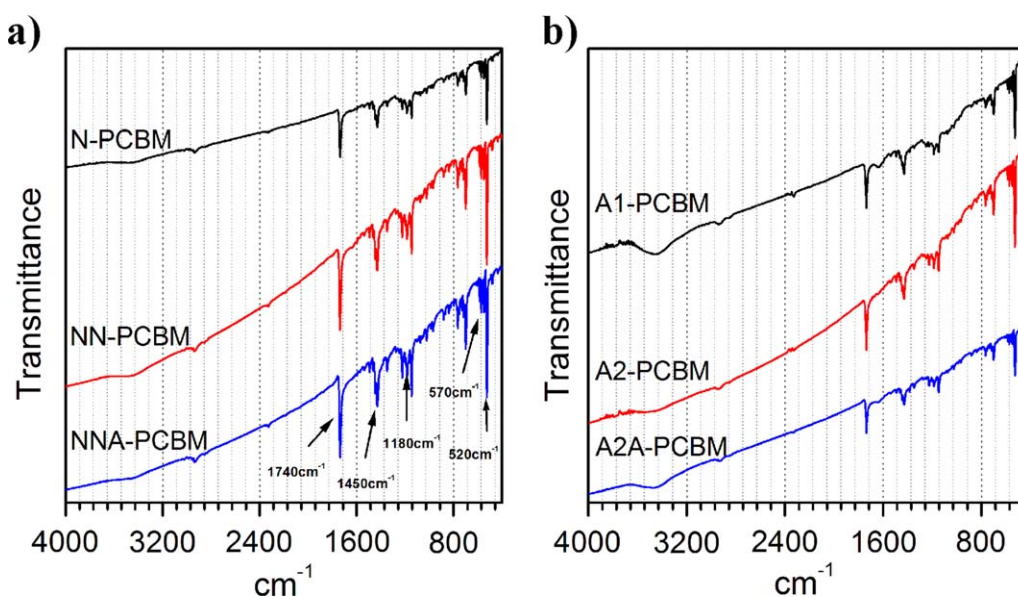 a)
Transmittance
N-PCBM
NN-PCBM
NNA-PCBM
1740cm⁻¹
1450cm⁻¹
1180cm⁻¹
570cm⁻¹
520cm⁻¹
4000 3200 2400 1600 800
cm⁻¹
b)
Transmittance
A1-PCBM
A2-PCBM
A2A-PCBM
4000 3200 2400 1600 800
cm⁻¹